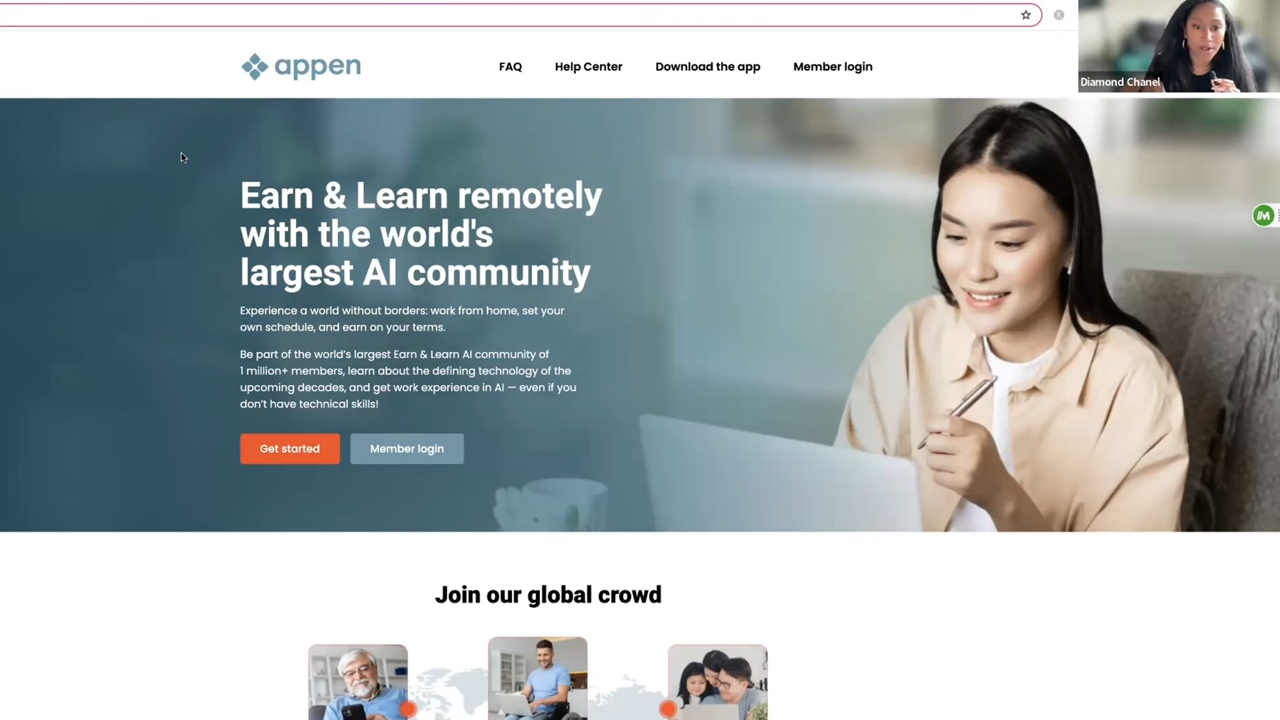 appen
FAQ
Help Center
Download the app
Member login
Diamond Chanel
Earn & Learn remotely
with the world's
largest AI community
Experience a world without borders: work from home, set your
own schedule, and earn on your terms.
Be part of the world’s largest Earn & Learn AI community of
1 million+ members, learn about the defining technology of the
upcoming decades, and get work experience in AI — even if you
don’t have technical skills!
Get started
Member login
Join our global crowd